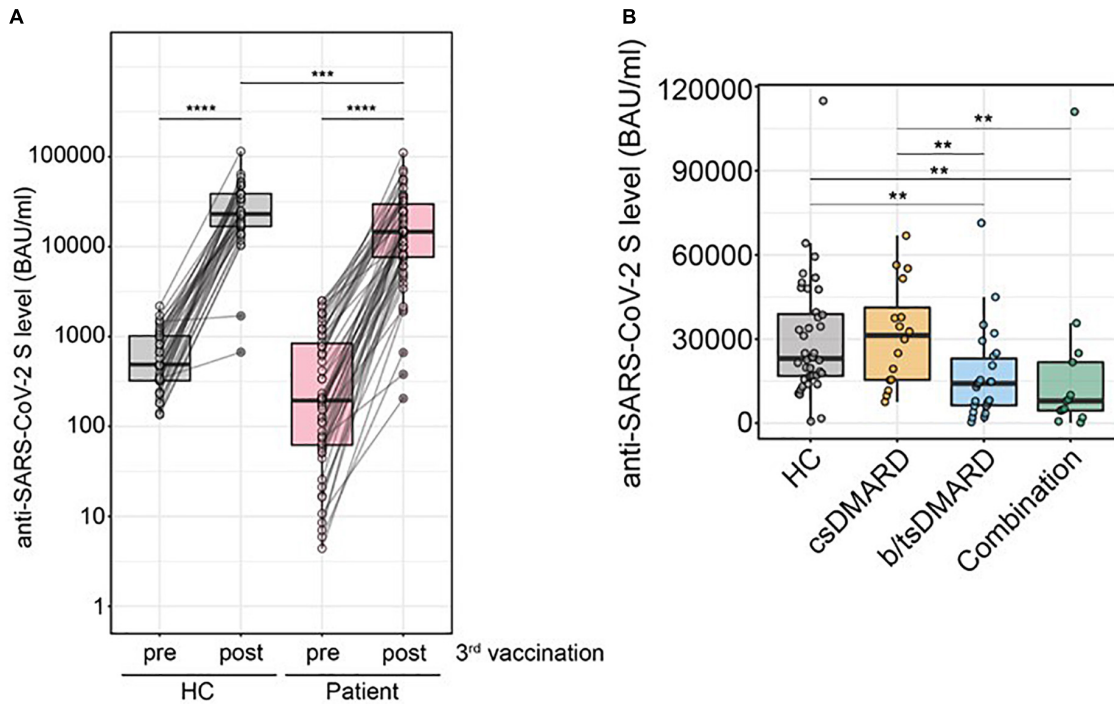 A
anti-SARS-CoV-2 S level (BAU/ml)
100000
10000
1000
100
10
1
***
****
****
pre
post
pre
post
3rd vaccination
HC
Patient
B
anti-SARS-CoV-2 S level (BAU/ml)
120000
90000
60000
30000
0
**
**
**
**
HC
csDMARD
b/tsDMARD
Combination